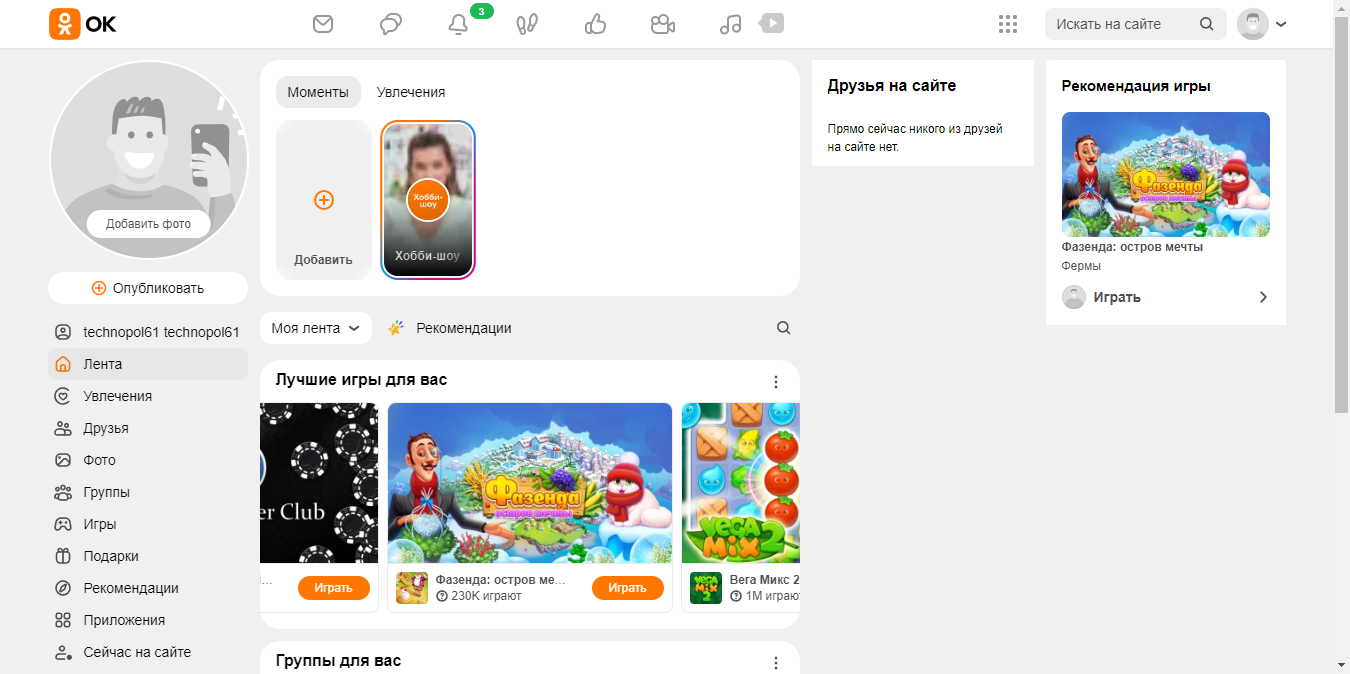 OK
3
Искать на сайте
Добавить фото
Опубликовать
technopol61 technopol61
Лента
Увлечения
Друзья
Фото
Группы
Игры
Подарки
Рекомендации
Приложения
Сейчас на сайте
Моменты
Увлечения
Добавить
Хобби-
шоу
Хобби-шоу
Моя лента
Рекомендации
Лучшие игры для вас
er Club
Фазенда
остров мечты
VEGA
MIX 2
...
Играть
Фазенда: остров ме...
230K играют
Играть
VEGA
MIX
2
Вега Микс 2
1M играют
Группы для вас
Друзья на сайте
Прямо сейчас никого из друзей
на сайте нет.
Рекомендация игры
Фазенда
остров мечты
Фазенда: остров мечты
Фермы
Играть